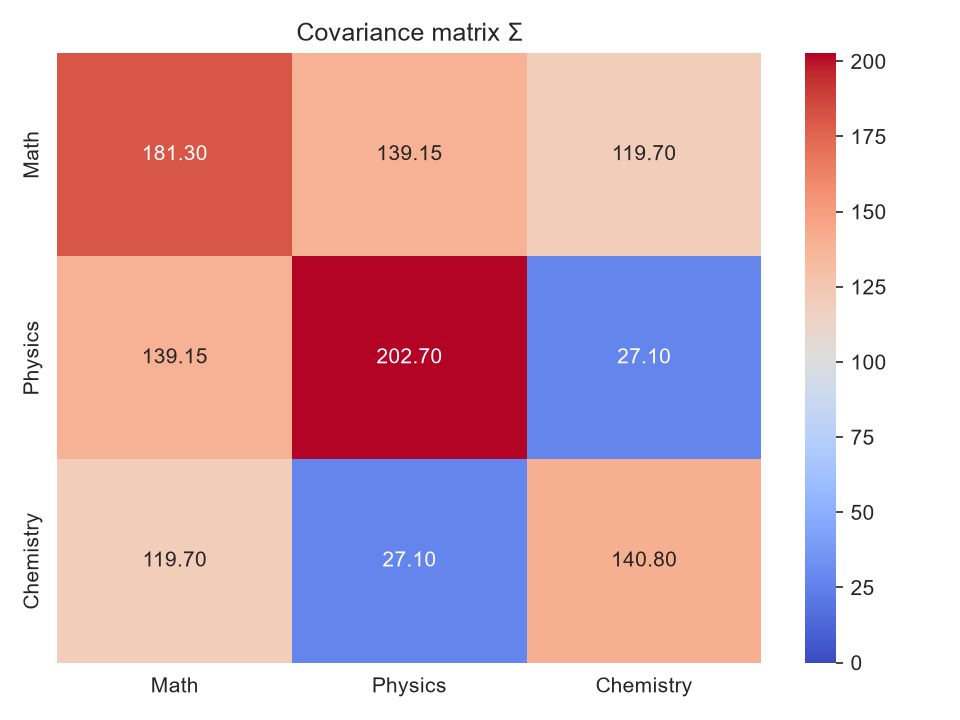 Covariance matrix Σ
Math
181.30 139.15 119.70
Physics
139.15 202.70 27.10
Chemistry
119.70 27.10 140.80
Math Physics Chemistry
200
175
150
125
100
75
50
25
0